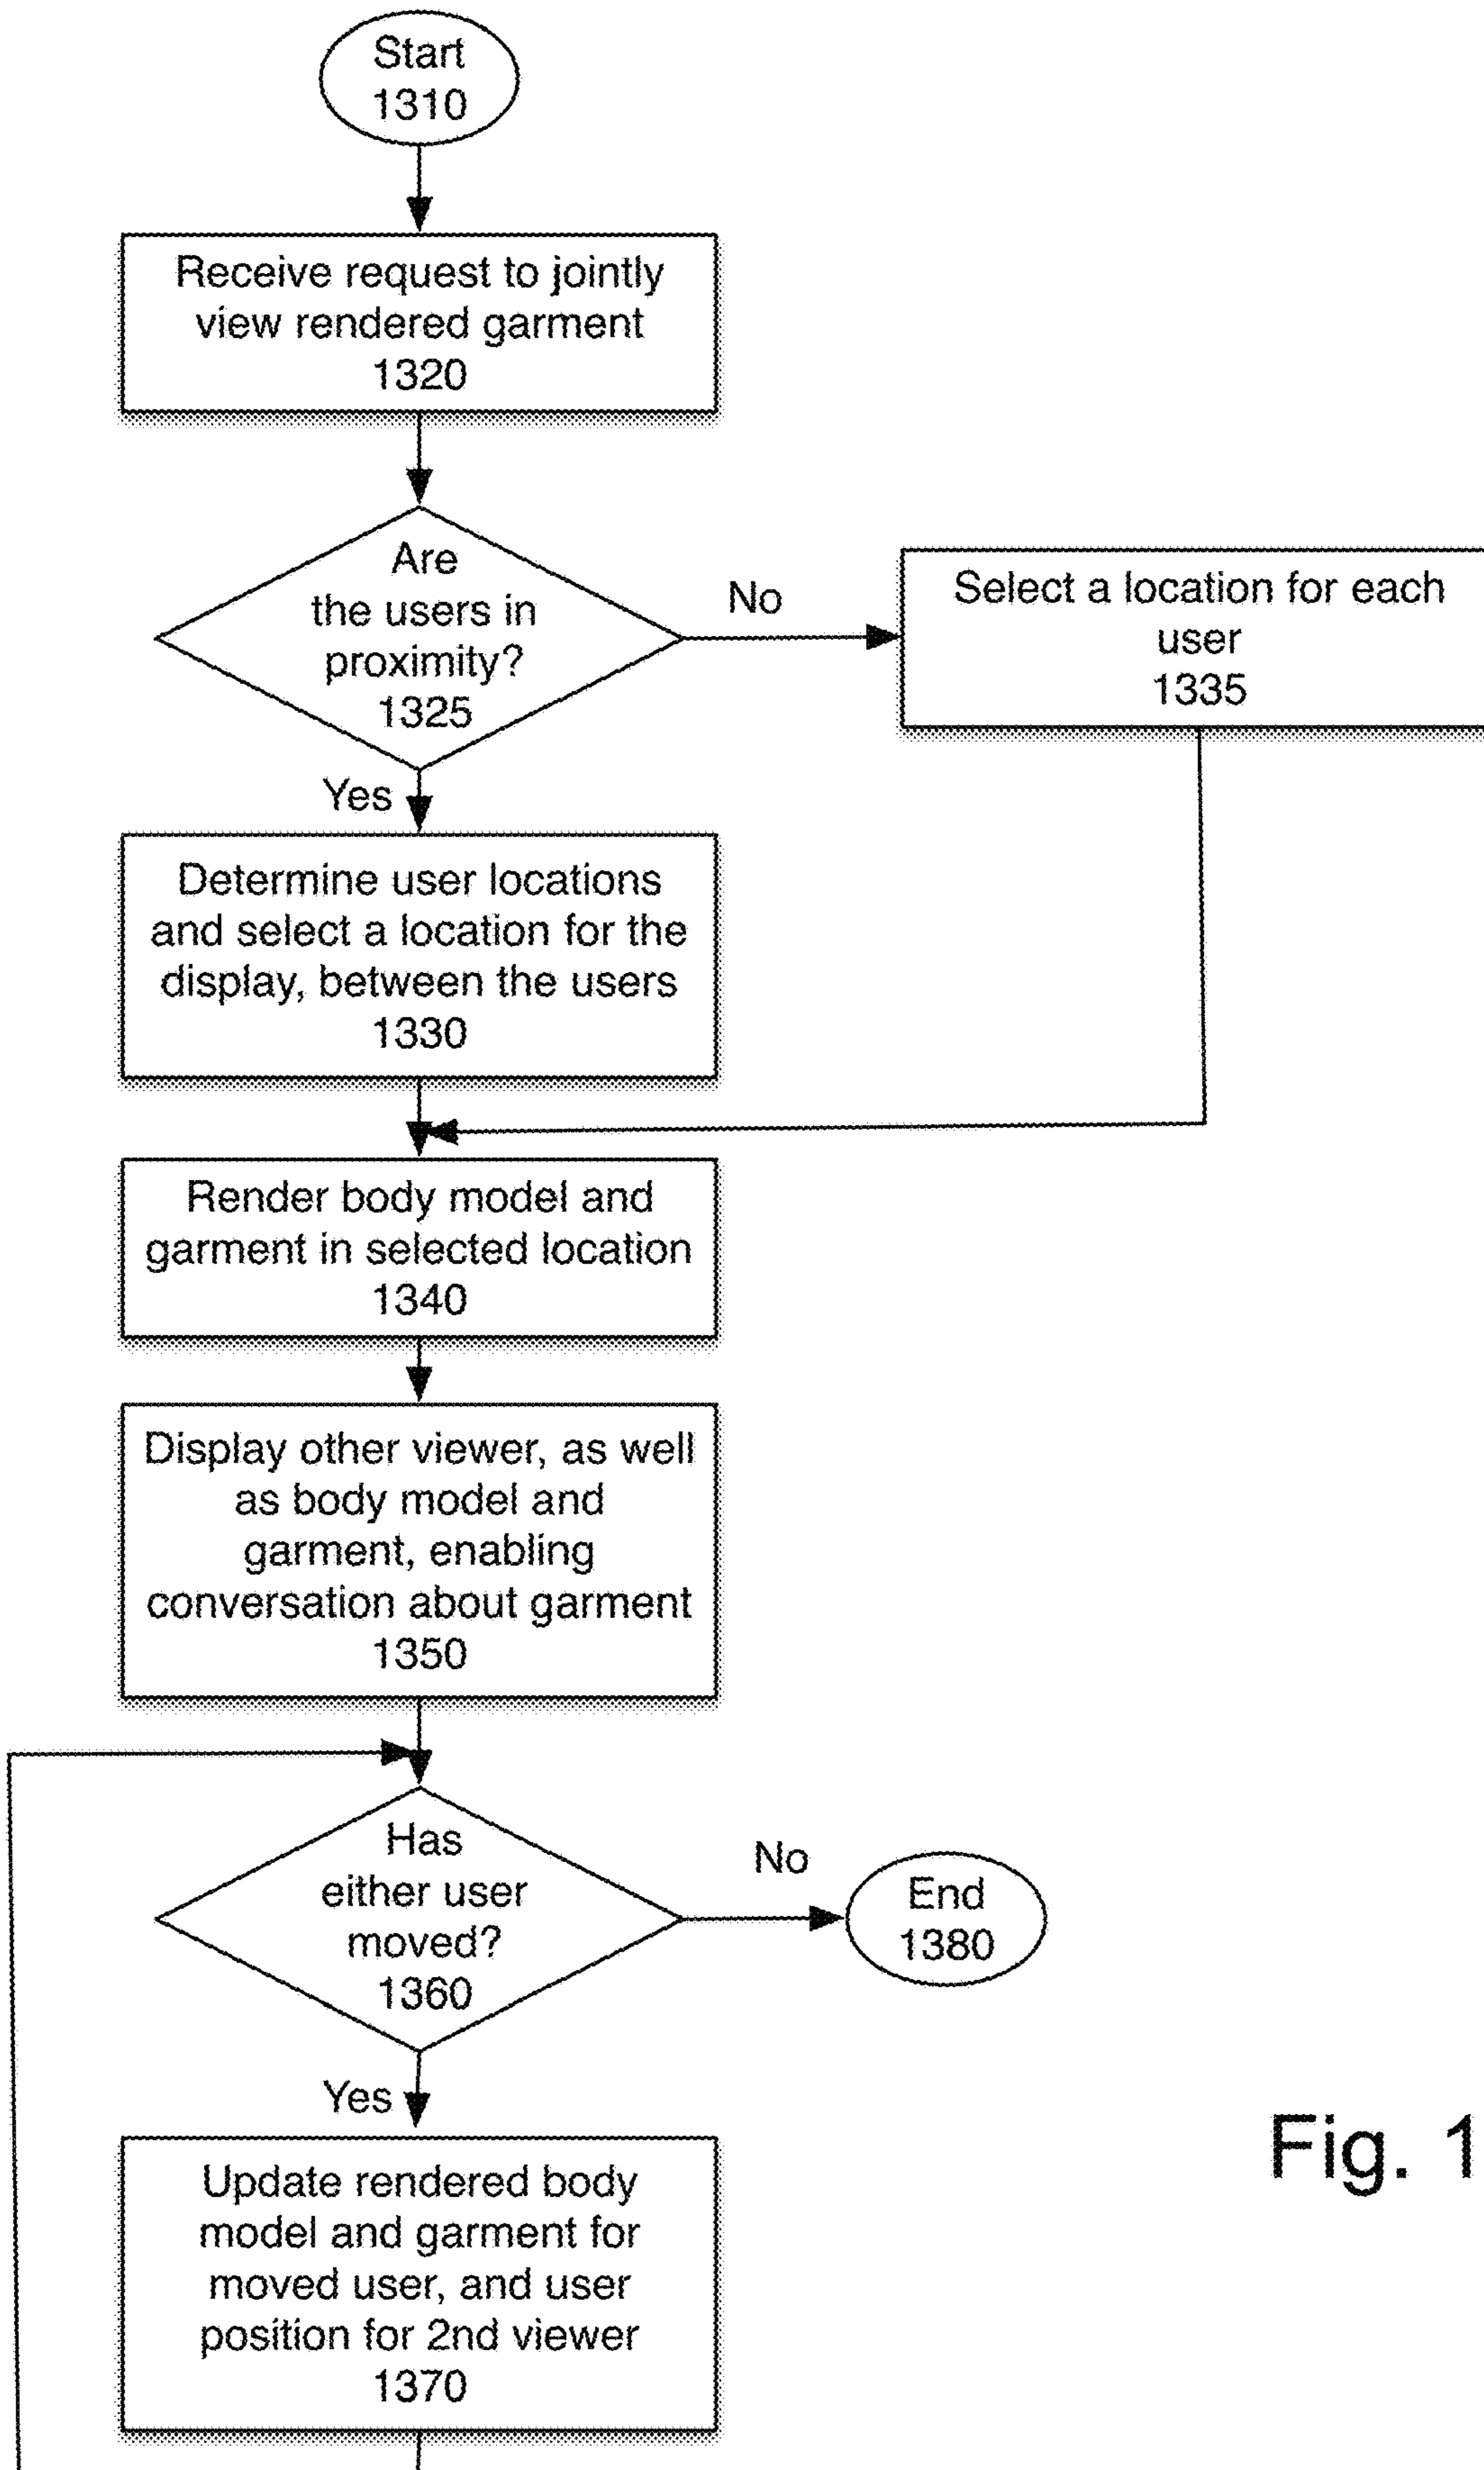 Start
1310
Receive request to jointly
view rendered garment
1320
Are
the users in
proximity?
1325
No
Select a location for each
user
1335
Yes
Determine user locations
and select a location for the
display, between the users
1330
Render body model and
garment in selected location
1340
Display other viewer, as well
as body model and
garment, enabling
conversation about garment
1350
Has
either user
moved?
1360
No
End
1380
Yes
Update rendered body
model and garment for
moved user, and user
position for 2nd viewer
1370
Fig. 1